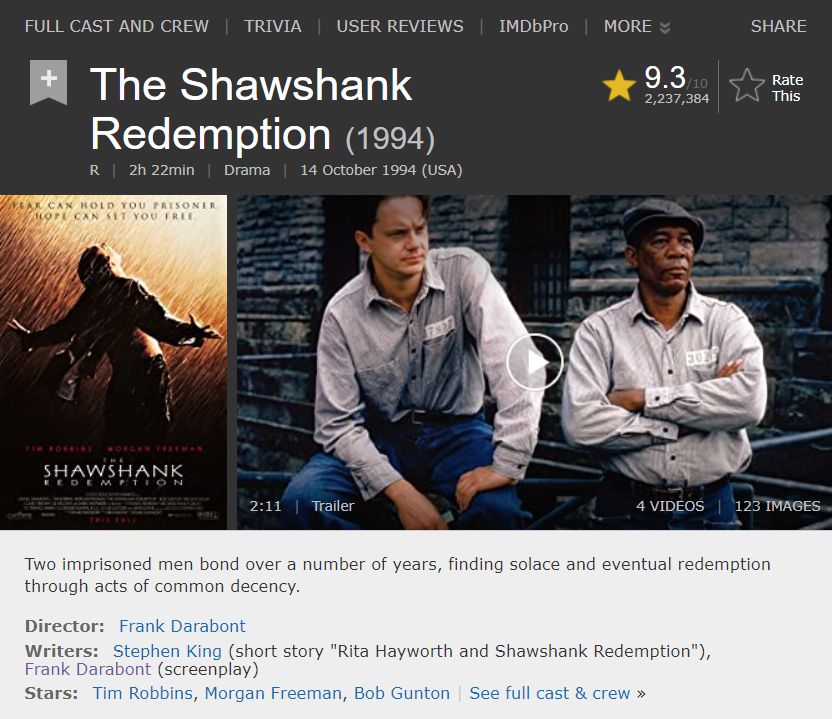 FULL CAST AND CREW | TRIVIA | USER REVIEWS | IMDbPro | MORE SHARE
The Shawshank
Redemption (1994)
9.3/10
2,237,384
Rate
This
R | 2h 22min | Drama | 14 October 1994 (USA)
FEAR CAN HOLD YOU PRISONER.
HOPE CAN SET YOU FREE.
TIM ROBBINS MORGAN FREEMAN
THE
SHAWSHANK
REDEMPTION
THIS FALL
2:11 | Trailer
4 VIDEOS | 123 IMAGES
Two imprisoned men bond over a number of years, finding solace and eventual redemption
through acts of common decency.
Director: Frank Darabont
Writers: Stephen King (short story "Rita Hayworth and Shawshank Redemption"),
Frank Darabont (screenplay)
Stars: Tim Robbins, Morgan Freeman, Bob Gunton | See full cast & crew »